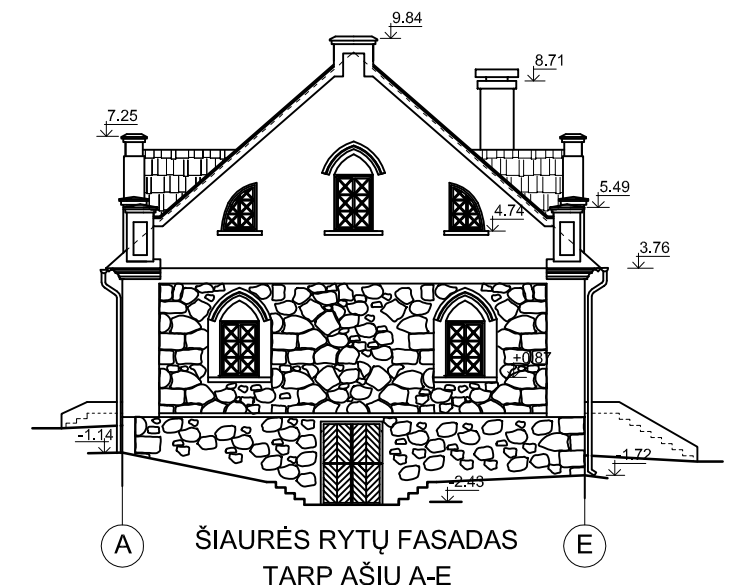 9.84
8.71
7.25
5.49
4.74
3.76
+0.87
-1.14
-1.72
-2.43
A
E
ŠIAURĖS RYTŲ FASADAS
TARP AŠIU A-E